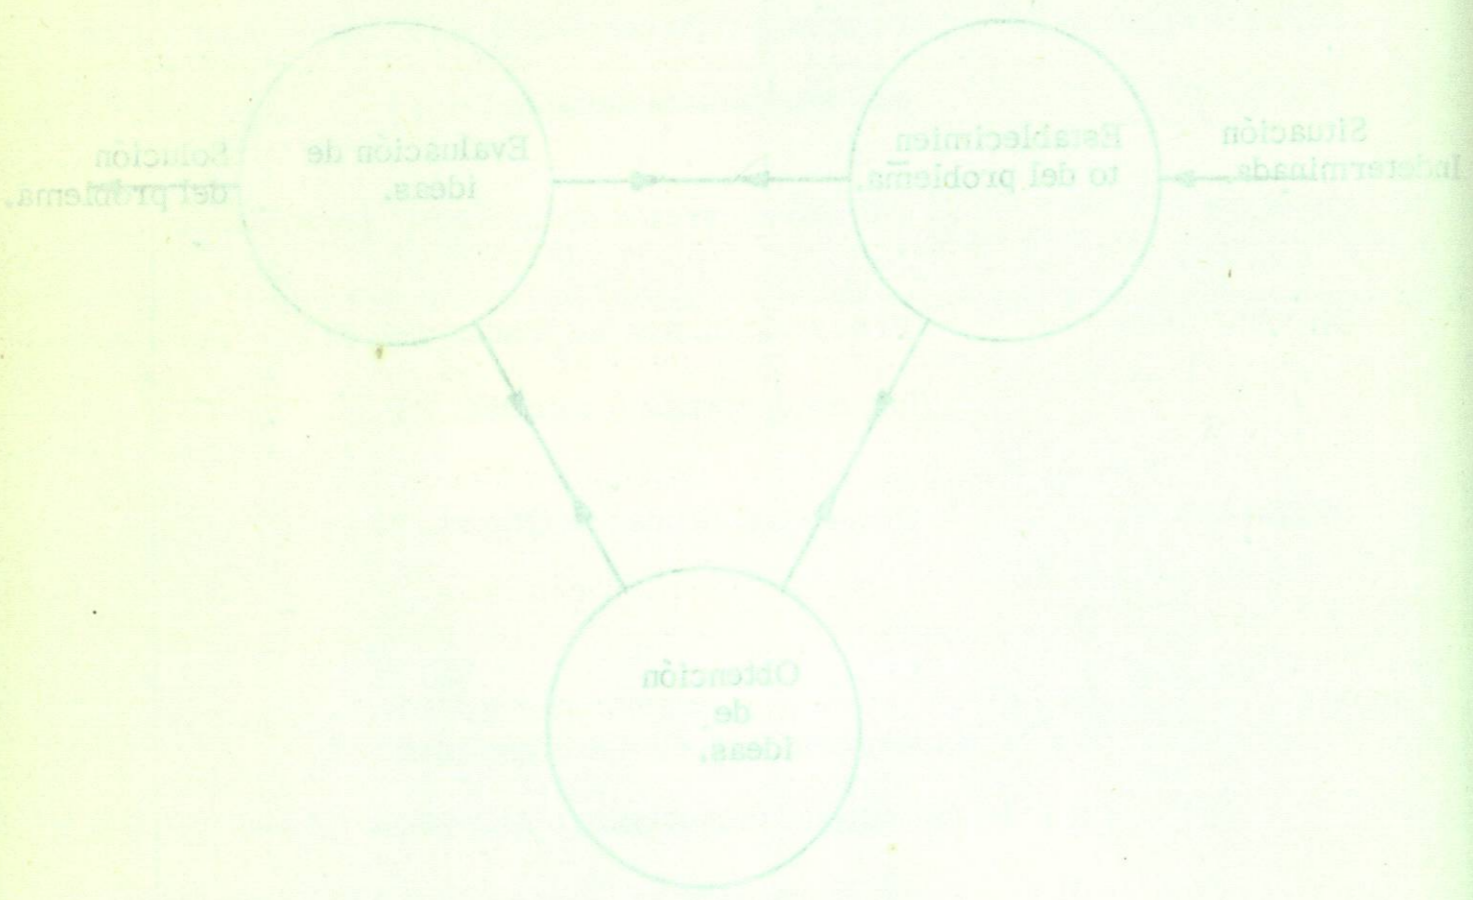 Situación
Indeterminada.
Establecimien
to del problema.
Evaluación de
ideas.
Solución
del problema.
Obtención
de
ideas.